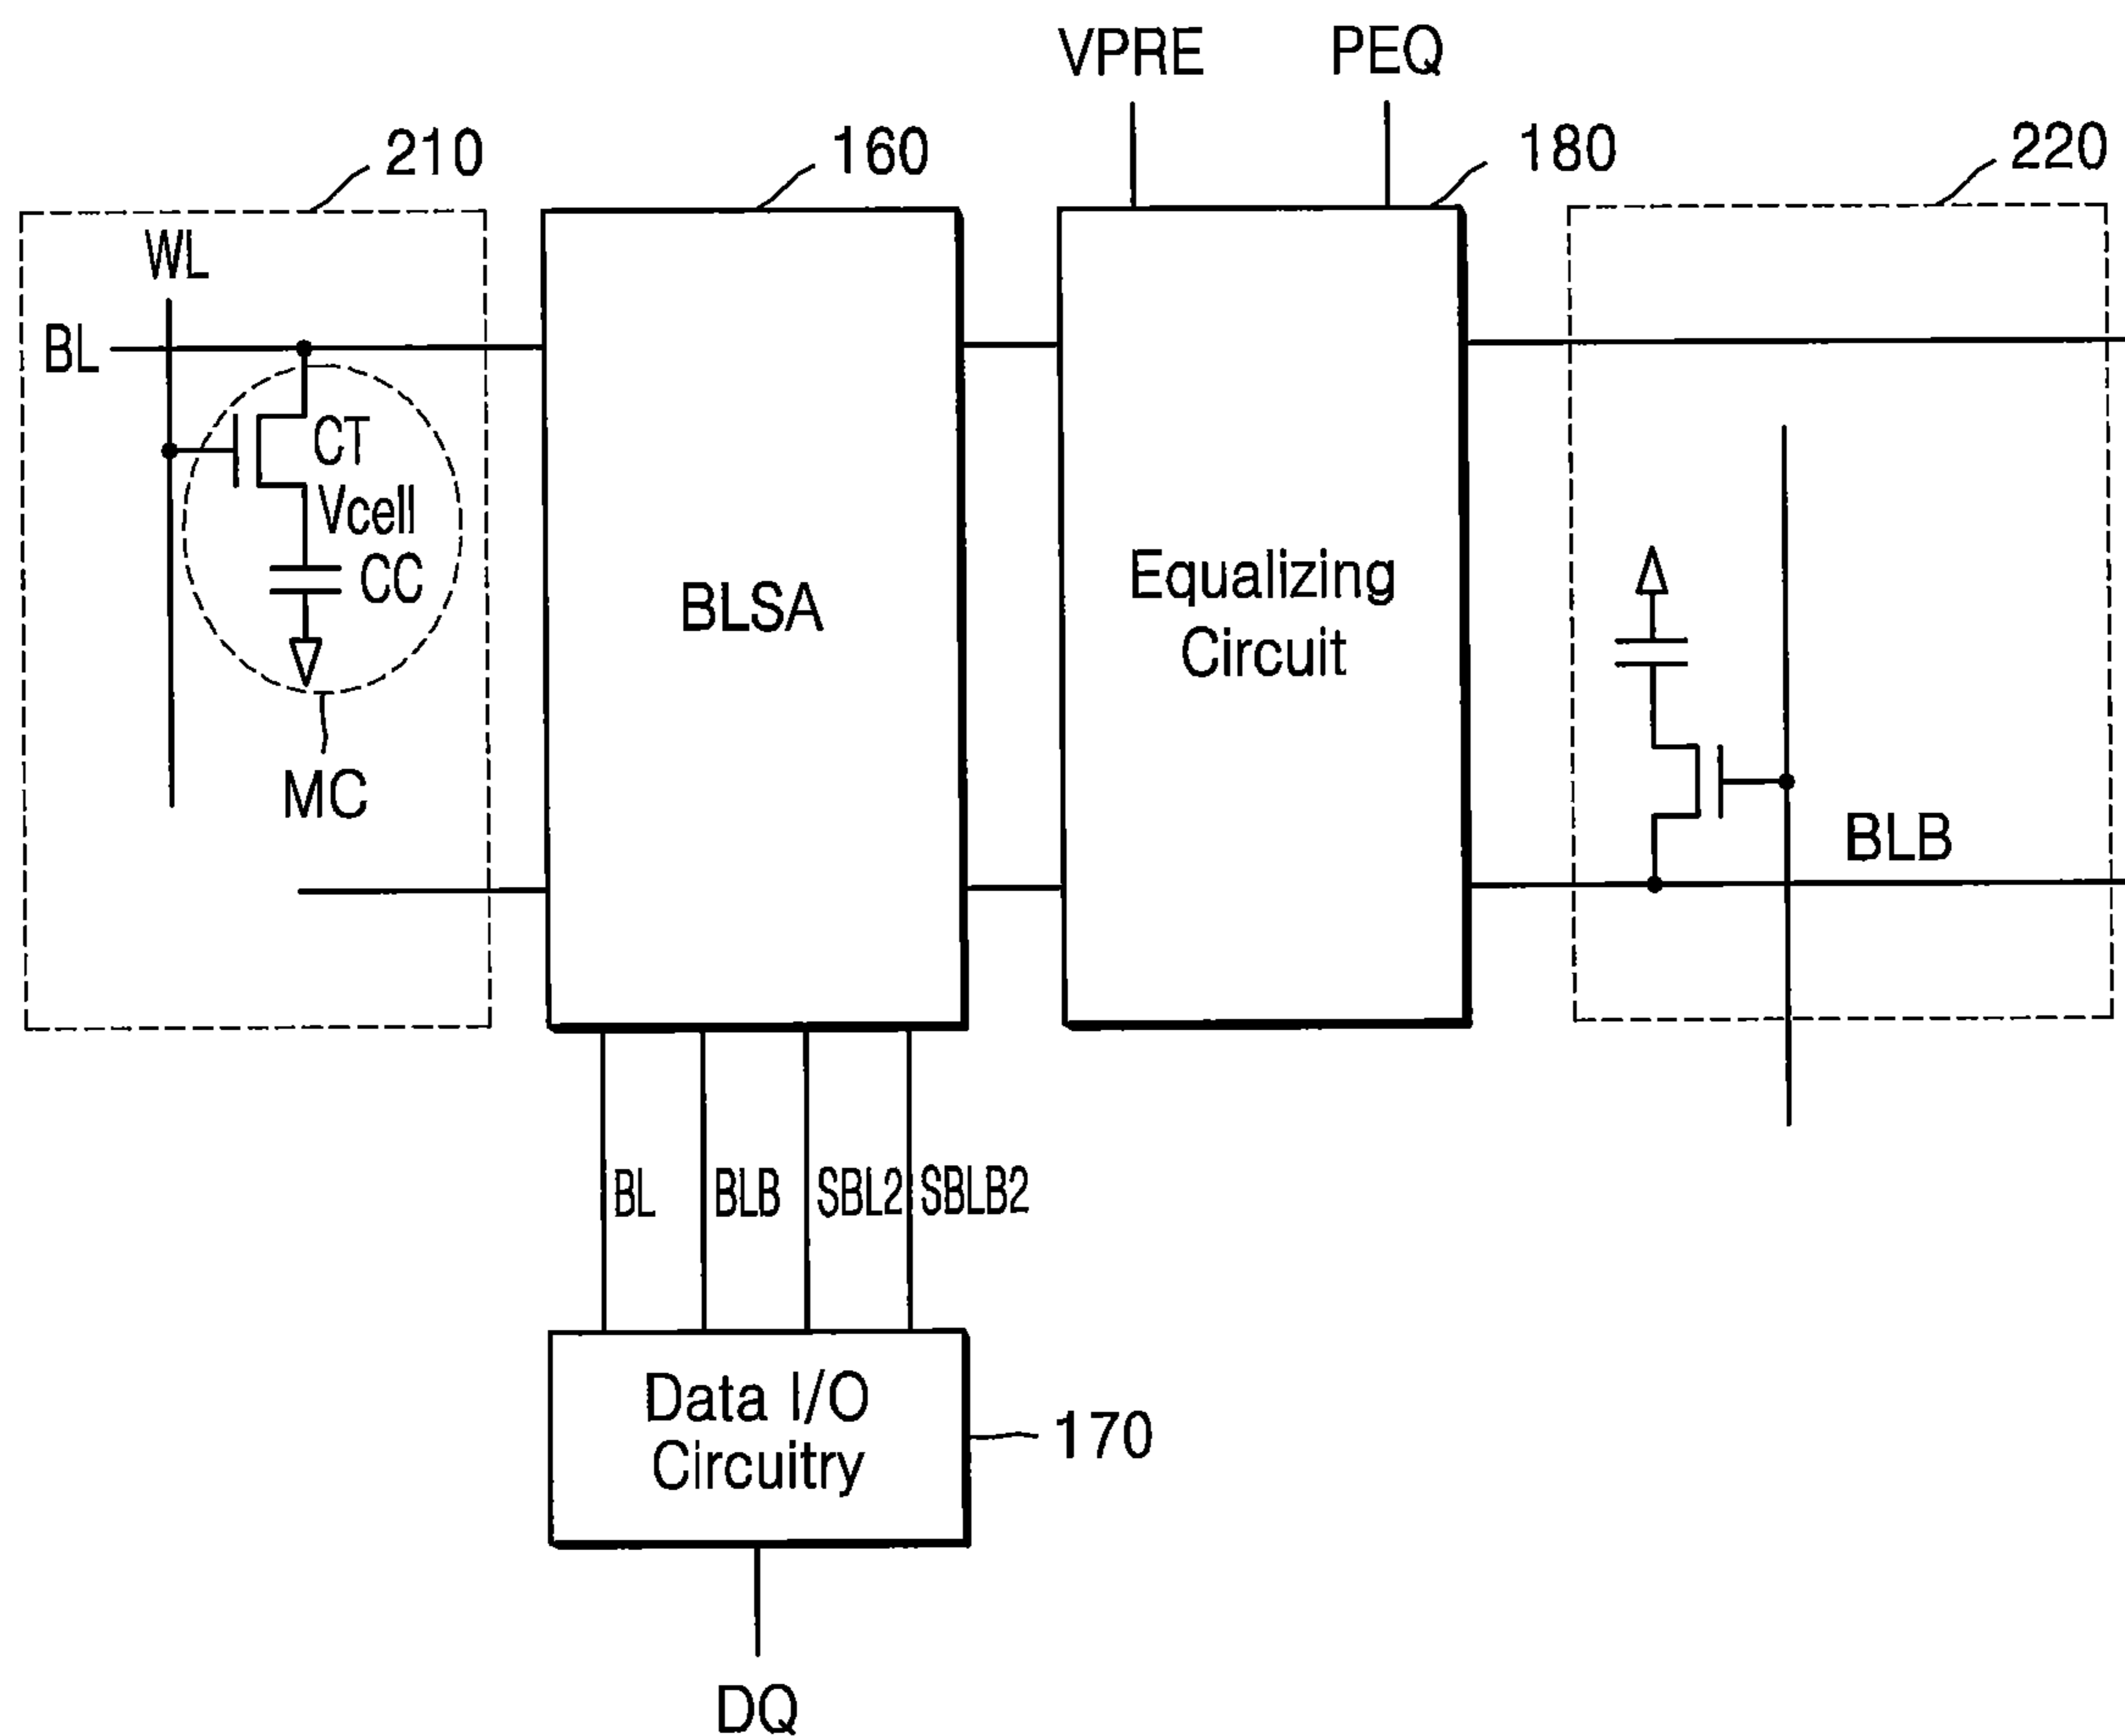 VPRE
PEQ
210
160
180
220
WL
BL
CT
Vcell
CC
MC
BLSA
Equalizing
Circuit
BLB
BL
BLB
SBL2
SBLB2
Data I/O
Circuitry
170
DQ